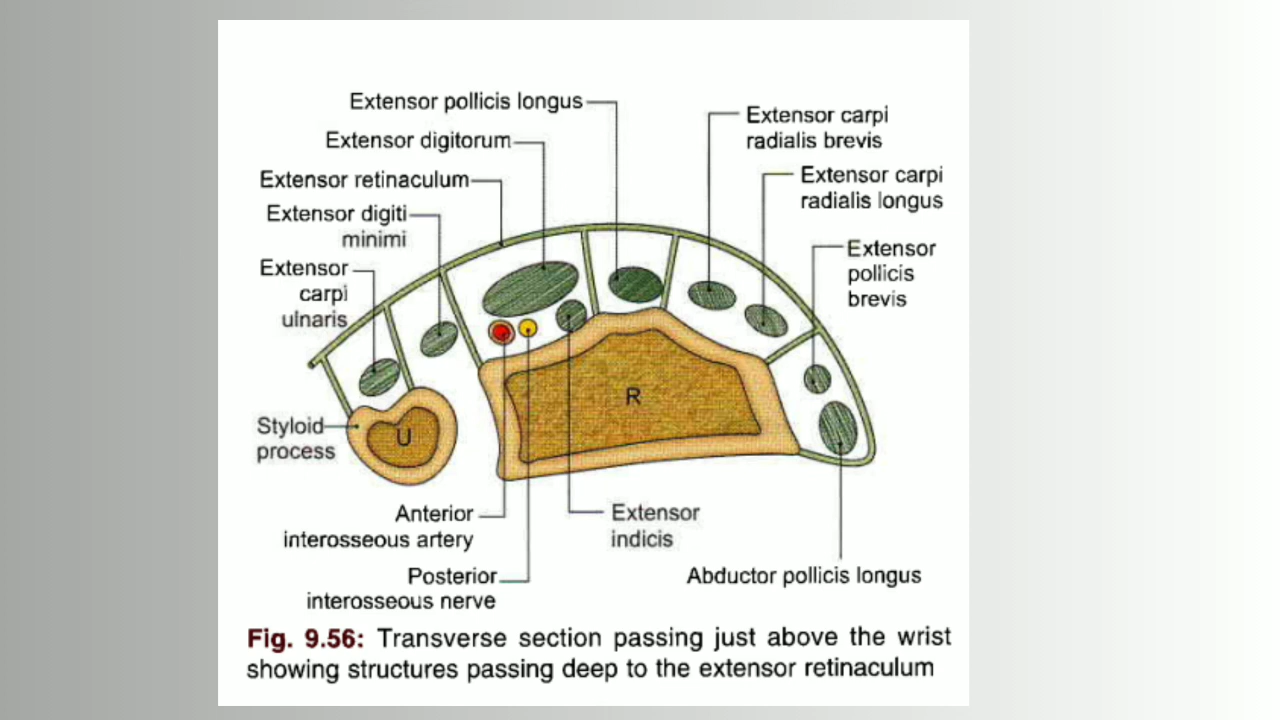 Extensor pollicis longus
Extensor digitorum
Extensor retinaculum
Extensor digiti
minimi
Extensor
carpi
ulnaris
Styloid
process
U
R
Extensor carpi
radialis brevis
Extensor carpi
radialis longus
Extensor
pollicis
brevis
Anterior
interosseous artery
Posterior
interosseous nerve
Extensor
indicis
Abductor pollicis longus
Fig. 9.56: Transverse section passing just above the wrist
showing structures passing deep to the extensor retinaculum